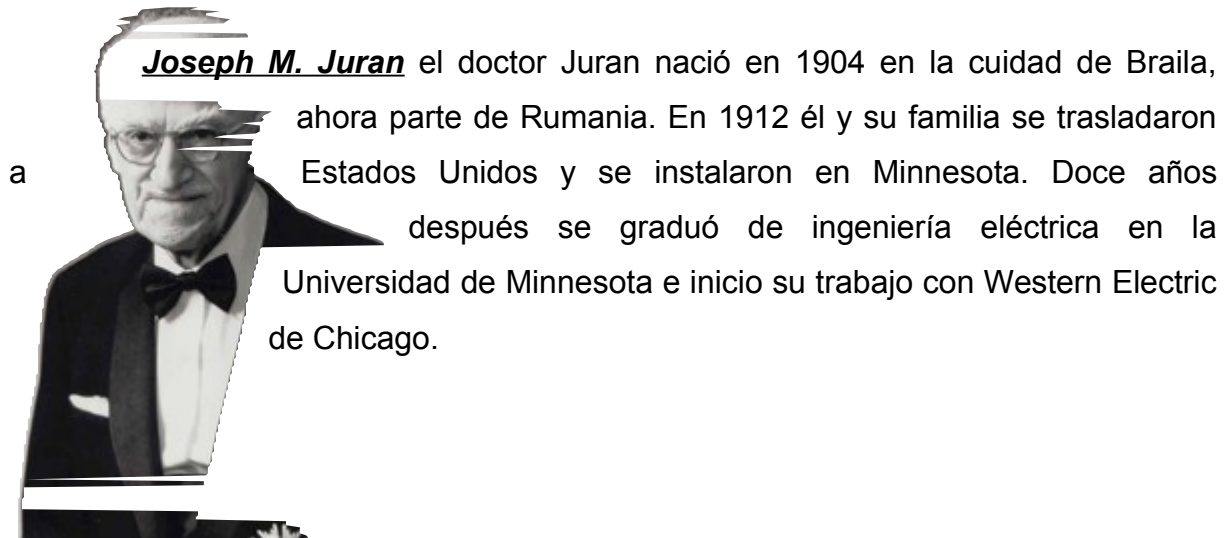 Joseph M. Juran el doctor Juran nació en 1904 en la cuidad de Braila,
ahora parte de Rumania. En 1912 él y su familia se trasladaron
a Estados Unidos y se instalaron en Minnesota. Doce años
después se graduó de ingeniería eléctrica en la
Universidad de Minnesota e inicio su trabajo con Western Electric
de Chicago.